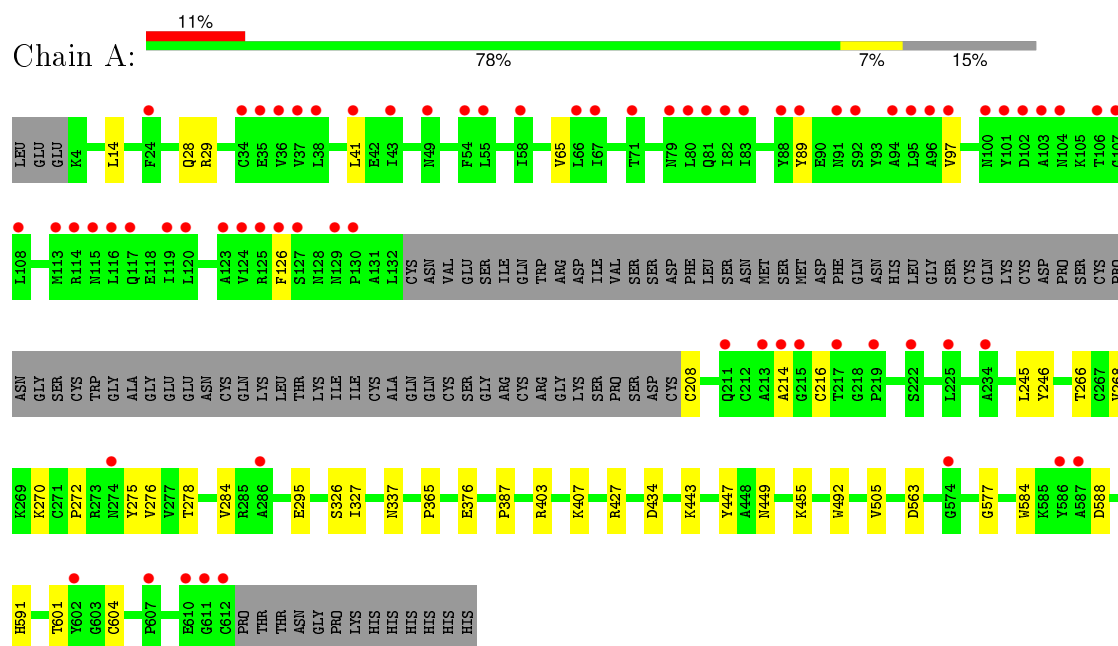 11%
Chain A:
78% 7% 15%
LEU GLU GLU K4 L14 F24 Q28 R29 C34 E35 V36 V37 L38 L41 E42 I43 N49 F54 L55 I58 V65 L66 I67 T71 N79 L80 Q81 I82 I83 Y88 Y89 E90 N91 S92 Y93 A94 L95 A96 V97 N100 Y101 D102 A103 N104 K105 T106 G107
L108 M113 R114 N115 L116 Q117 E118 I119 L120 A123 V124 R125 F126 S127 N128 N129 P130 A131 L132 CYS ASN VAL GLU SER ILE GLN TRP ARG ASP ILE VAL SER SER ASP PHE LEU SER ASN MET SER MET ASP PHE GLN ASN HIS LEU GLY SER CYS GLN LYS CYS ASP PRO SER CYS PRO
ASN GLY SER CYS TRP GLY ALA GLY GLU GLU ASN CYS GLN LYS LEU THR LYS ILE ILE CYS ALA GLN GLN CYS SER GLY ARG CYS ARG GLY LYS SER PRO SER ASP CYS C208 Q211 C212 A213 A214 G215 C216 T217 G218 P219 S222 L225 A234 L245 Y246 T266 C267 V268
K269 K270 C271 P272 R273 N274 Y275 V276 V277 T278 V284 R285 A286 E295 S326 I327 N337 P365 E376 P387 R403 K407 R427 D434 K443 Y447 A448 N449 K455 W492 V505 D563 G574 G577 W584 K585 Y586 A587 D588
H591 T601 Y602 G603 C604 P607 E610 G611 C612 PRO THR THR ASN GLY PRO LYS HIS HIS HIS HIS HIS HIS